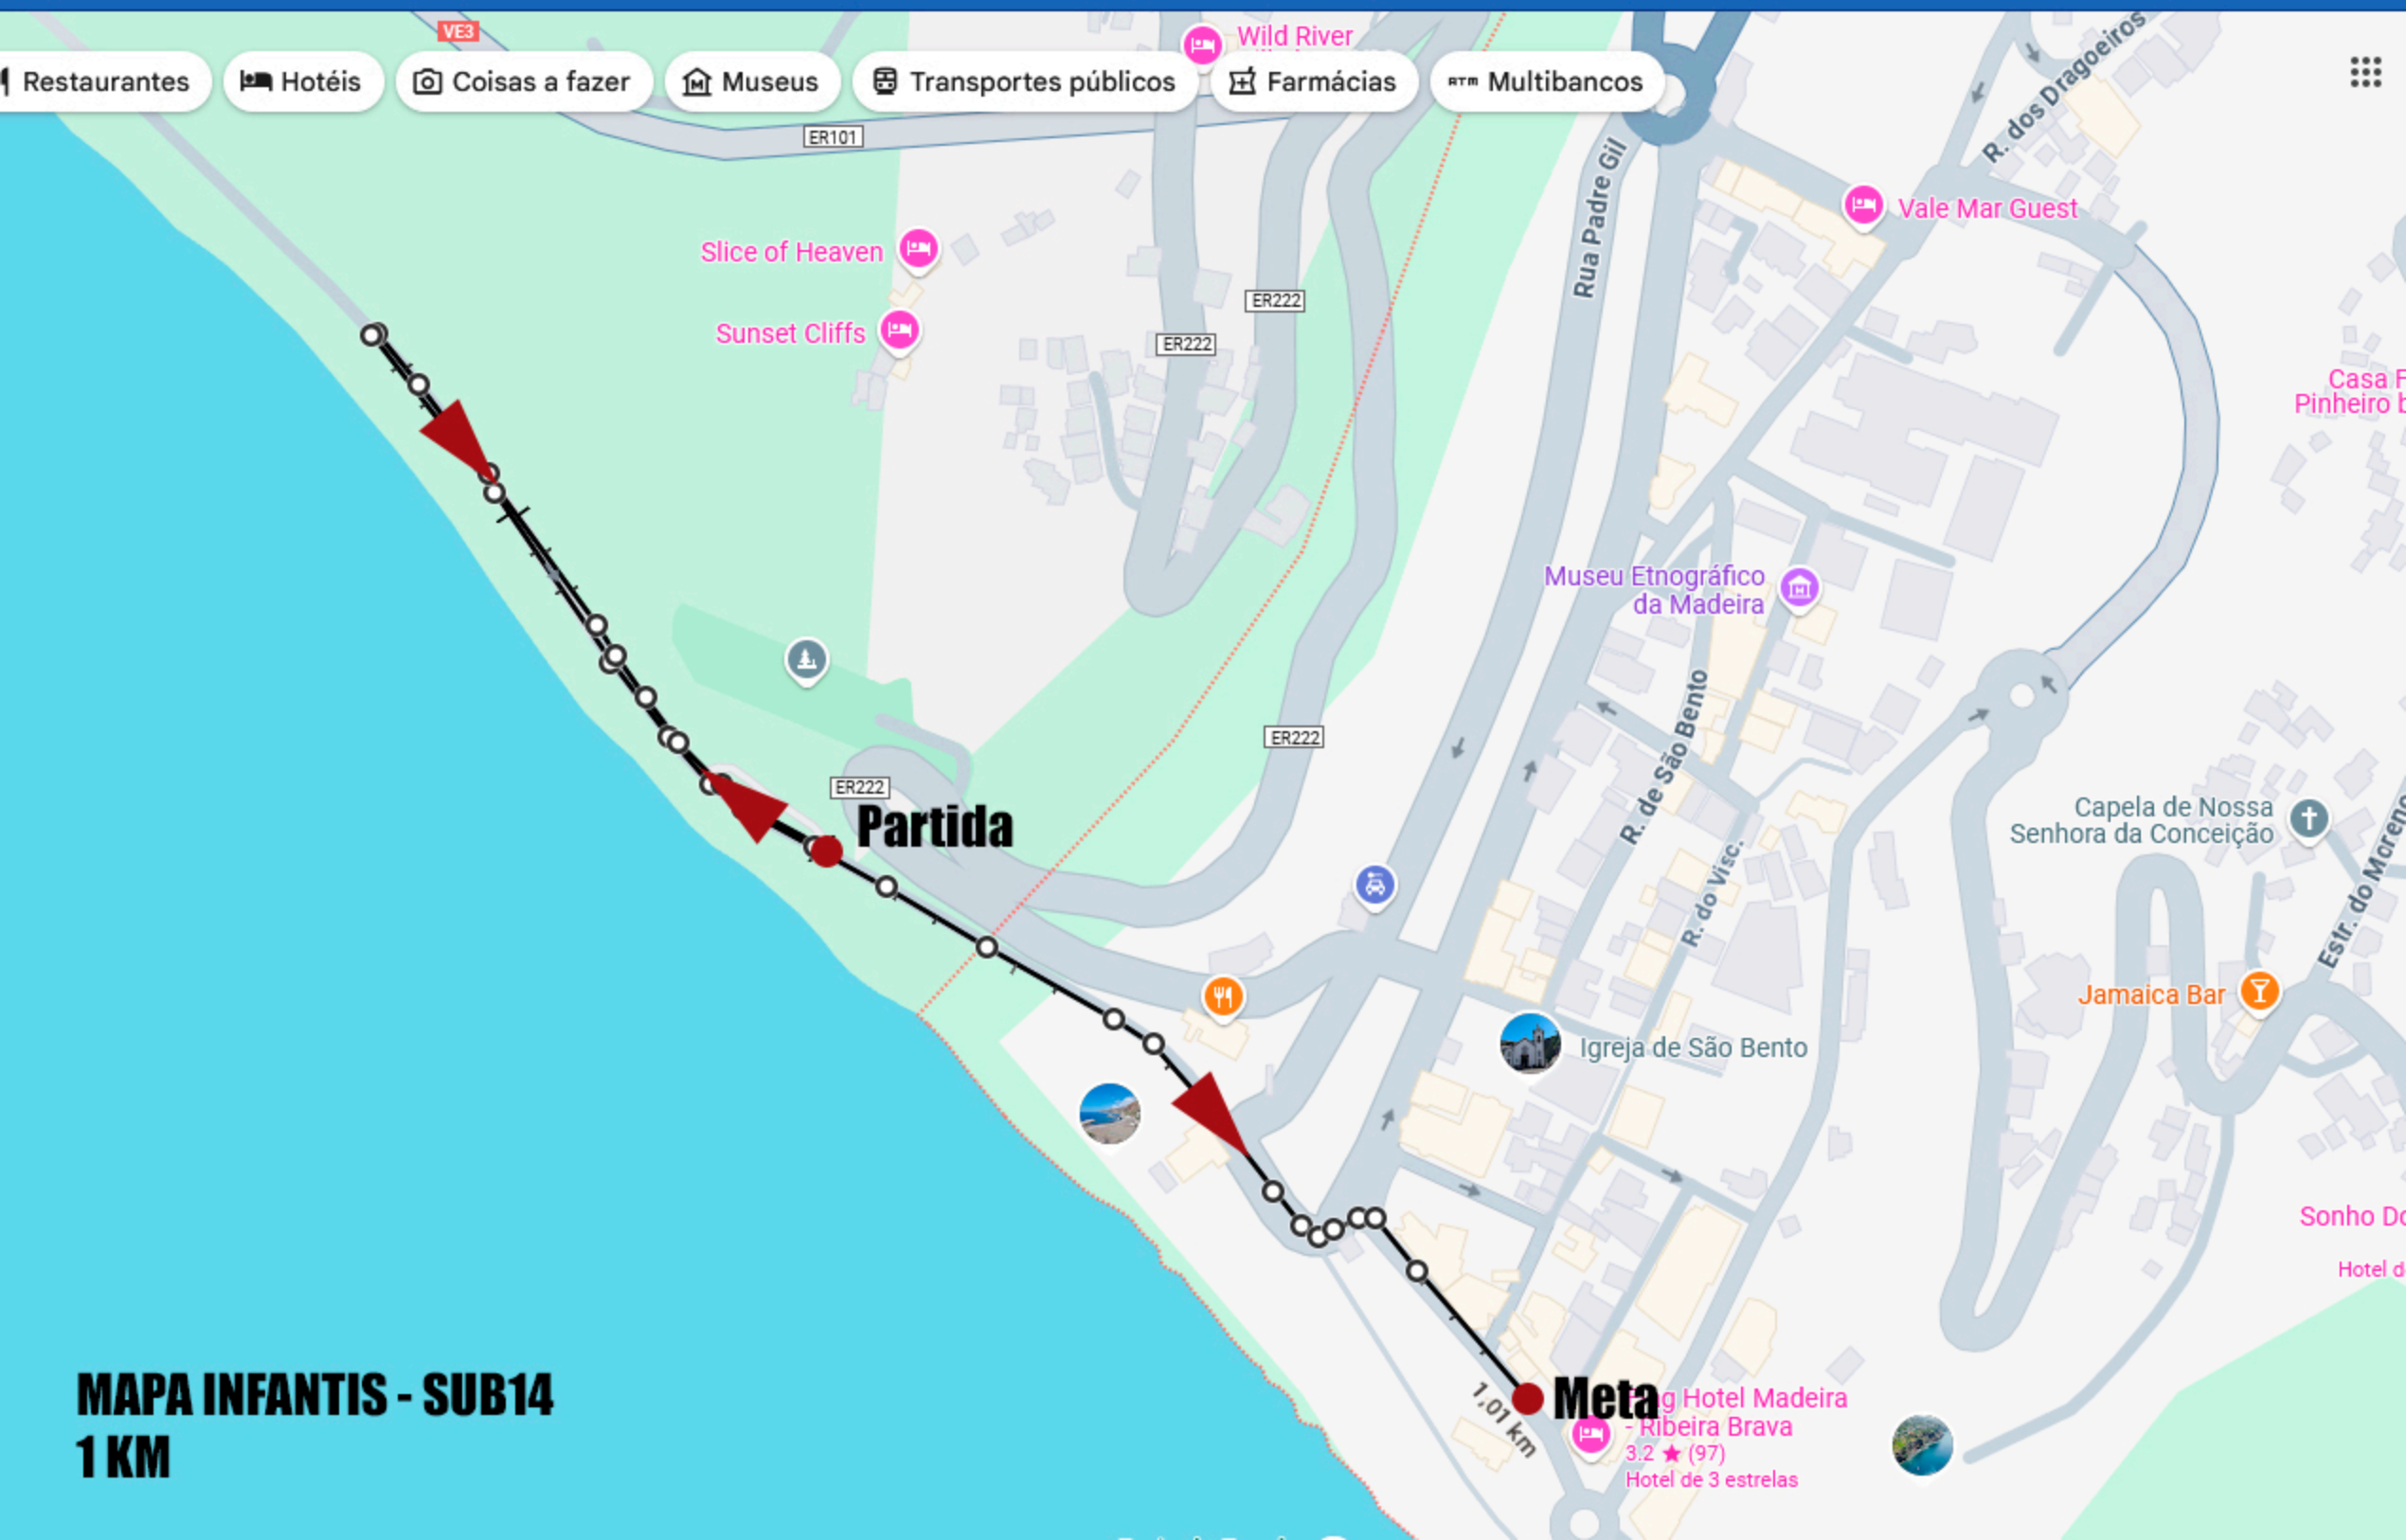 VE3
Wild River
Restaurantes
Hotéis
Coisas a fazer
Museus
Transportes públicos
Farmácias
ATM Multibancos
ER101
R. dos Dragoeiros
Rua Padre Gil
Vale Mar Guest
Slice of Heaven
ER222
Sunset Cliffs
ER222
Casa F
Pinheiro b
Museu Etnográfico
da Madeira
ER222
R. de São Bento
ER222
Partida
Capela de Nossa
Senhora da Conceição
R. do Visc.
Estr. do Moreno
Jamaica Bar
Igreja de São Bento
Sonho Do
Hotel de
MAPA INFANTIS - SUB14
1 KM
1,01 km
Meta
Hotel Madeira
- Ribeira Brava
3.2 ★ (97)
Hotel de 3 estrelas